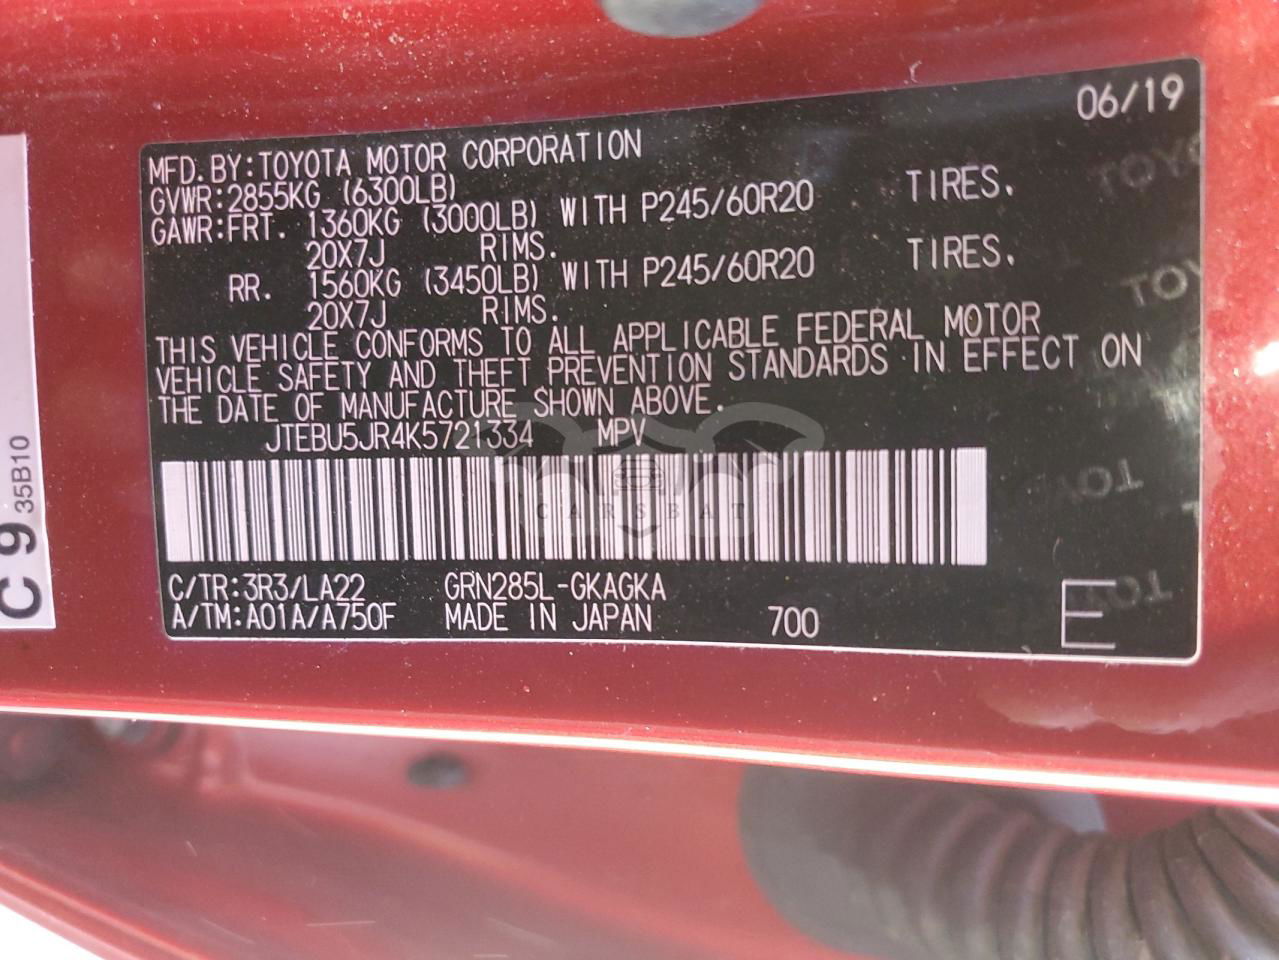 06/19
MFD.BY:TOYOTA MOTOR CORPORATION
GVWR:2855KG (6300LB)
GAWR:FRT. 1360KG (3000LB) WITH P245/60R20 TIRES.
20X7J RIMS.
RR. 1560KG (3450LB) WITH P245/60R20 TIRES.
20X7J RIMS.
THIS VEHICLE CONFORMS TO ALL APPLICABLE FEDERAL MOTOR
VEHICLE SAFETY AND THEFT PREVENTION STANDARDS IN EFFECT ON
THE DATE OF MANUFACTURE SHOWN ABOVE.
JTEBU5JR4K5721334 MPV
CARSBAT
C/TR:3R3/LA22 GRN285L-GKAGKA
A/TM:A01A/A750F MADE IN JAPAN 700 E
C 9 35B10